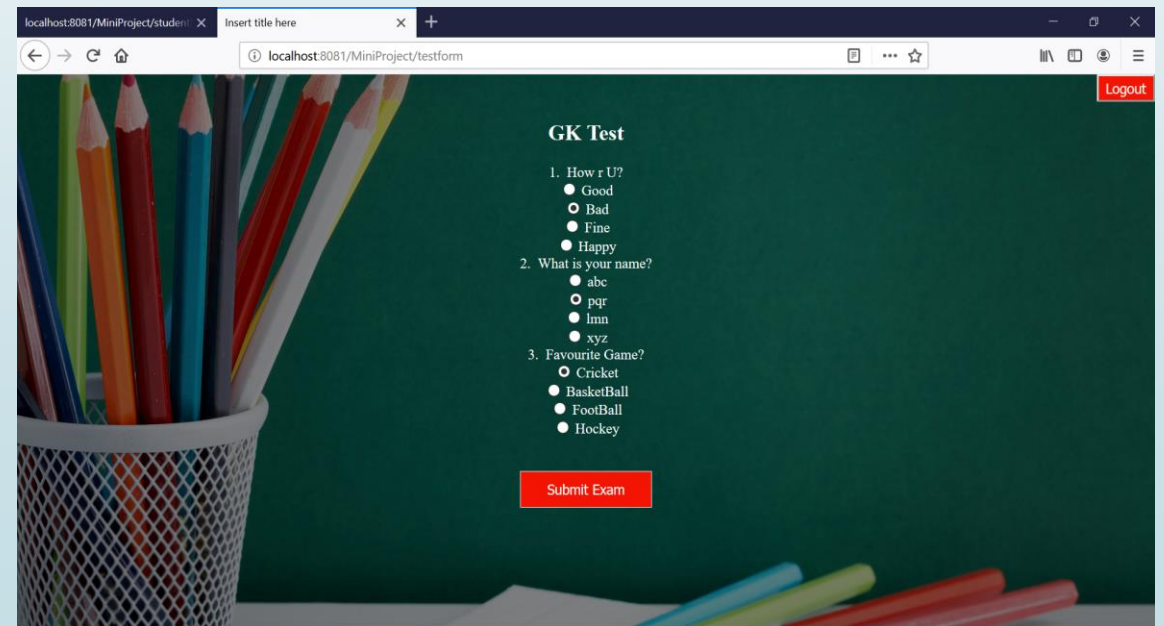 localhost:8081/MiniProject/student
Insert title here
localhost:8081/MiniProject/testform
Logout
GK Test
1. How r U?
Good
Bad
Fine
Happy
2. What is your name?
abc
pqr
lmn
xyz
3. Favourite Game?
Cricket
BasketBall
FootBall
Hockey
Submit Exam